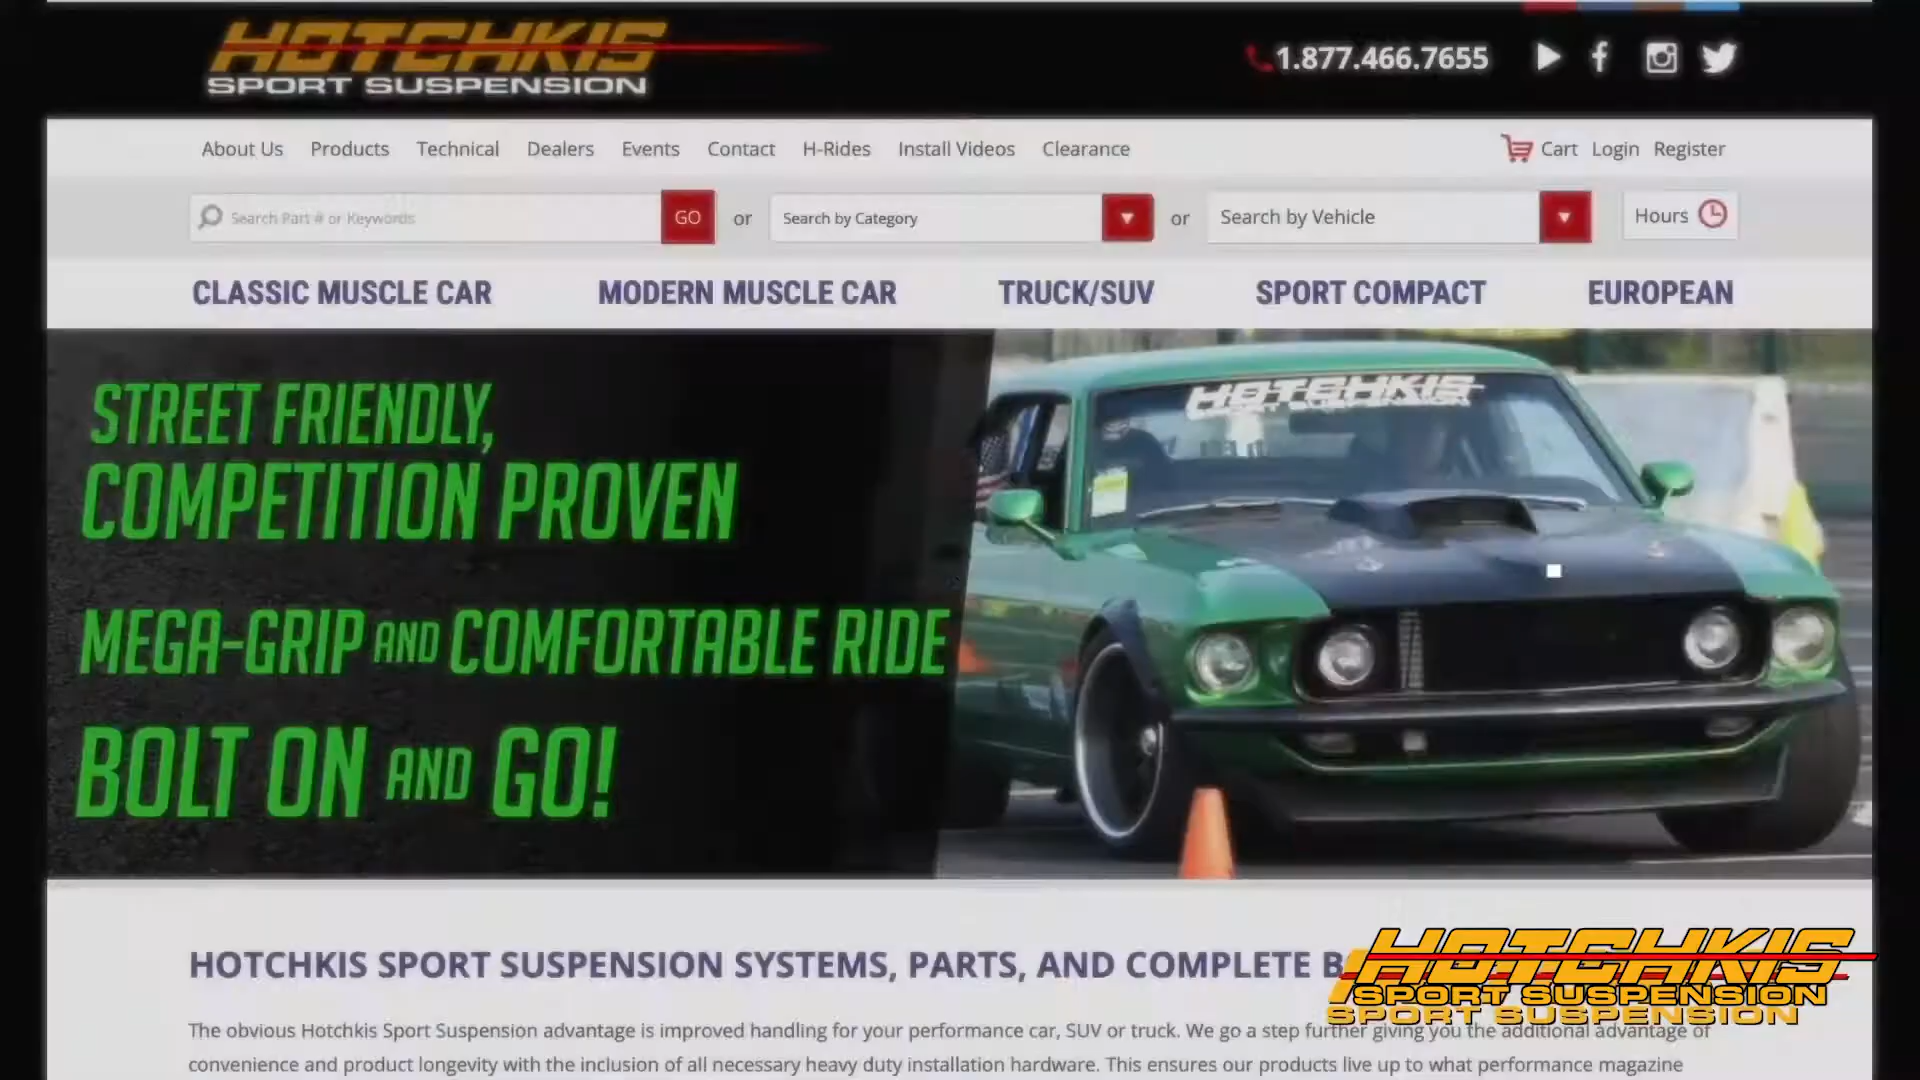 HOTCHKIS
SPORT SUSPENSION
1.877.466.7655
About Us Products Technical Dealers Events Contact H-Rides Install Videos Clearance
Cart Login Register
Search Part # or Keywords GO or Search by Category or Search by Vehicle Hours
CLASSIC MUSCLE CAR MODERN MUSCLE CAR TRUCK/SUV SPORT COMPACT EUROPEAN
STREET FRIENDLY,
COMPETITION PROVEN
MEGA-GRIP AND COMFORTABLE RIDE
BOLT ON AND GO!
HOTCHKIS
SPORT SUSPENSION
HOTCHKIS SPORT SUSPENSION SYSTEMS, PARTS, AND COMPLETE
HOTCHKIS
SPORT SUSPENSION
SPORT SUSPENSION
The obvious Hotchkis Sport Suspension advantage is improved handling for your performance car, SUV or truck. We go a step further giving you the additional advantage of
convenience and product longevity with the inclusion of all necessary heavy duty installation hardware. This ensures our products live up to what performance magazine